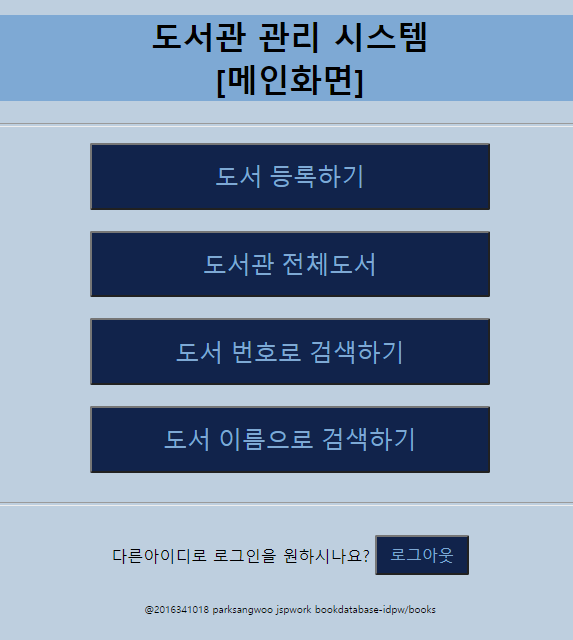 도서관 관리 시스템
[메인화면]
도서 등록하기
도서관 전체도서
도서 번호로 검색하기
도서 이름으로 검색하기
다른아이디로 로그인을 원하시나요? 로그아웃
@2016341018 parksangwoo jspwork bookdatabase-idpw/books